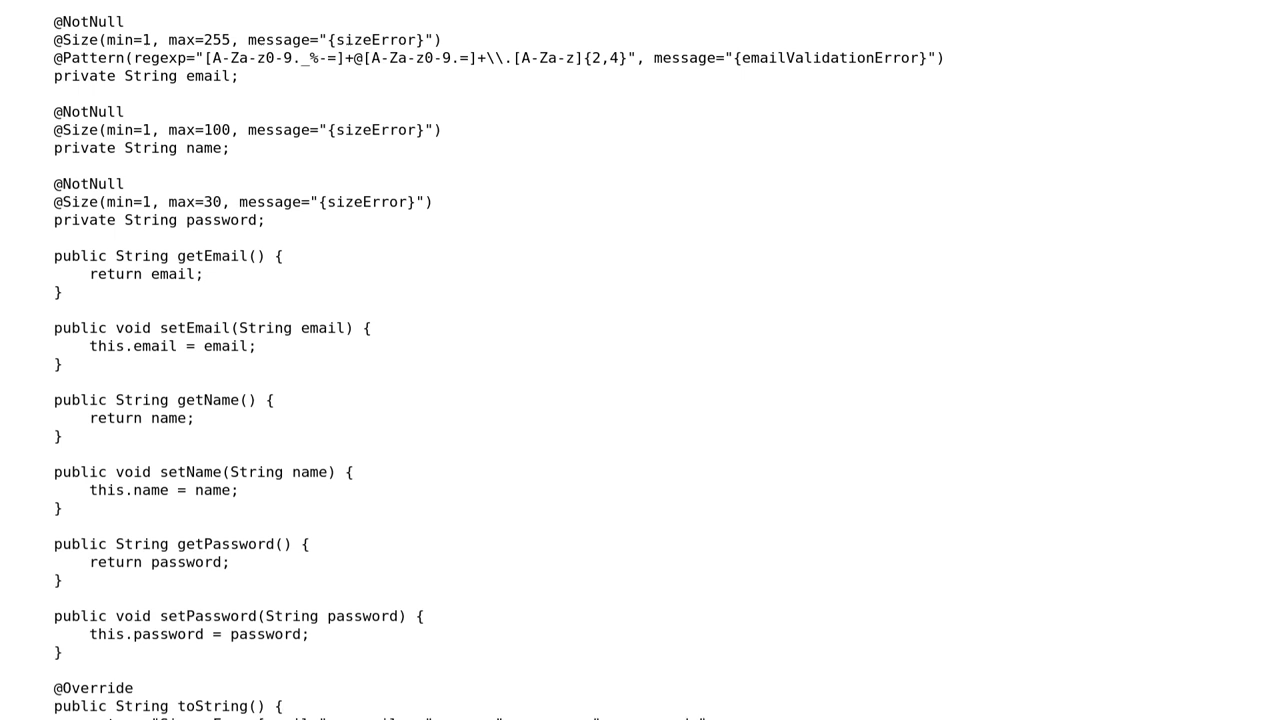 @NotNull
@Size(min=1, max=255, message="{sizeError}")
@Pattern(regexp="[A-Za-z0-9._%-=]+@[A-Za-z0-9.=]+\\.[A-Za-z]{2,4}", message="{emailValidationError}")
private String email;
@NotNull
@Size(min=1, max=100, message="{sizeError}")
private String name;
@NotNull
@Size(min=1, max=30, message="{sizeError}")
private String password;
public String getEmail() {
return email;
}
public void setEmail(String email) {
this.email = email;
}
public String getName() {
return name;
}
public void setName(String name) {
this.name = name;
}
public String getPassword() {
return password;
}
public void setPassword(String password) {
this.password = password;
}
@Override
public String toString() {